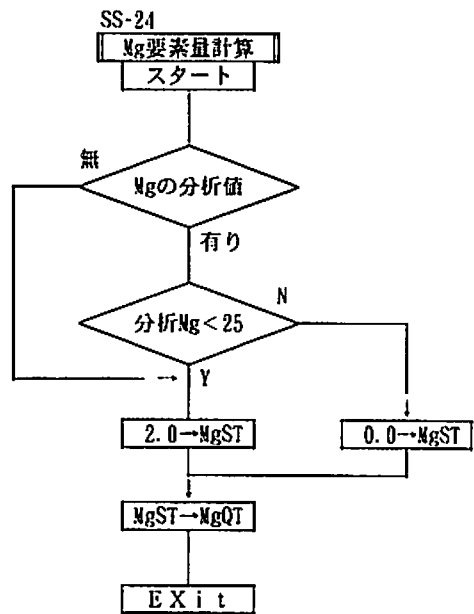 SS-24
Mg要素量計算
スタート
無
Mgの分析値
有り
N
分析Mg<25
Y
2.0→MgST
0.0→MgST
MgST→MgQT
EXit